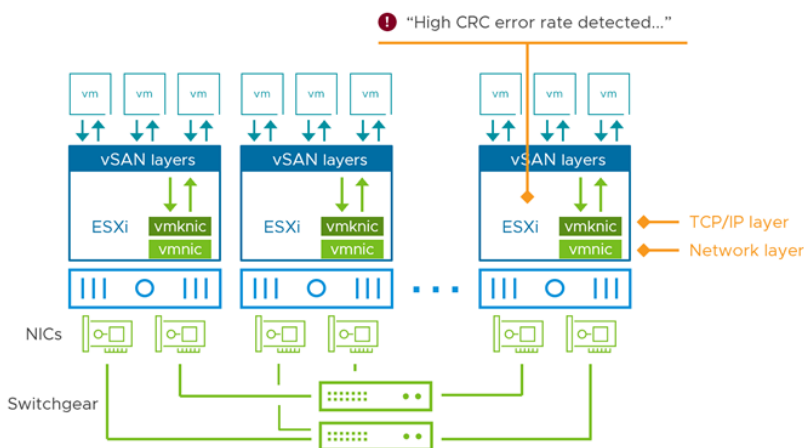 “High CRC error rate detected...”
vm vm vm vm vm vm vm vm vm
vSAN layers vSAN layers vSAN layers
ESXi vmknic ESXi vmknic ESXi vmknic TCP/IP layer
vmnic vmnic vmnic Network layer
NICs
Switchgear